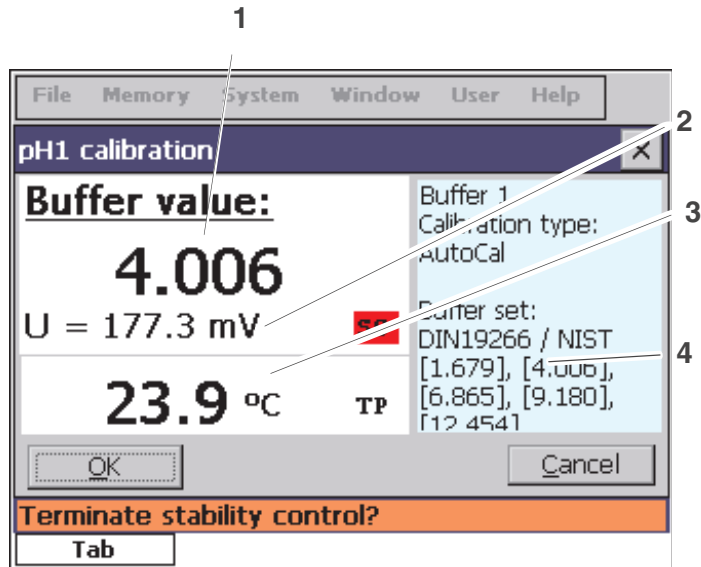 1
File Memory System Window User Help
2
pH1 calibration
Buffer value:
4.006
U = 177.3 mV
23.9 °C TP
Buffer 1
Calibration type:
AutoCal
3
Buffer set:
DIN19266 / NIST
[1.679], [4.006],
[6.865], [9.180],
[12.454]
4
OK Cancel
Terminate stability control?
Tab